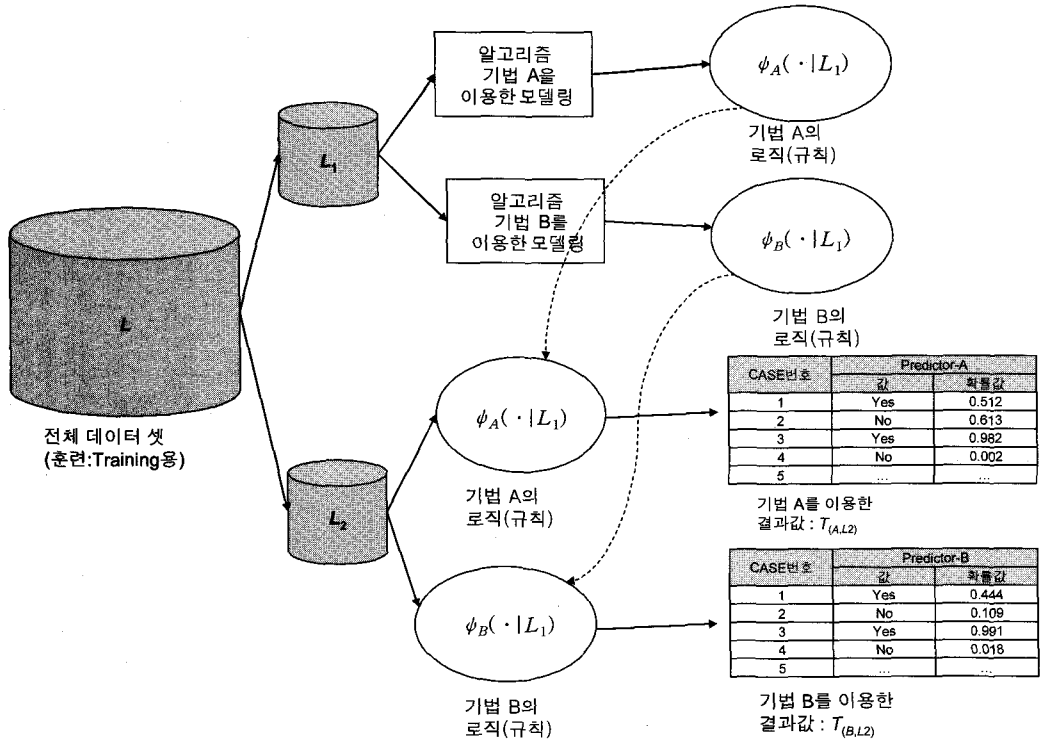 알고리즘
기법 A을
이용한 모델링
ψ_A( · | L₁)
기법 A의
로직(규칙)
L₁
알고리즘
기법 B를
이용한 모델링
ψ_B( · | L₁)
기법 B의
로직(규칙)
L
전체 데이터 셋
(훈련:Training용)
L₂
ψ_A( · | L₁)
기법 A의
로직(규칙)
ψ_B( · | L₁)
기법 B의
로직(규칙)
CASE번호 Predictor-A
값 확률값
1 Yes 0.512
2 No 0.613
3 Yes 0.982
4 No 0.002
5 ... ...
기법 A를 이용한
결과값 : T_(A,L2)
CASE번호 Predictor-B
값 확률값
1 Yes 0.444
2 No 0.109
3 Yes 0.991
4 No 0.018
5 ... ...
기법 B를 이용한
결과값 : T_(B,L2)